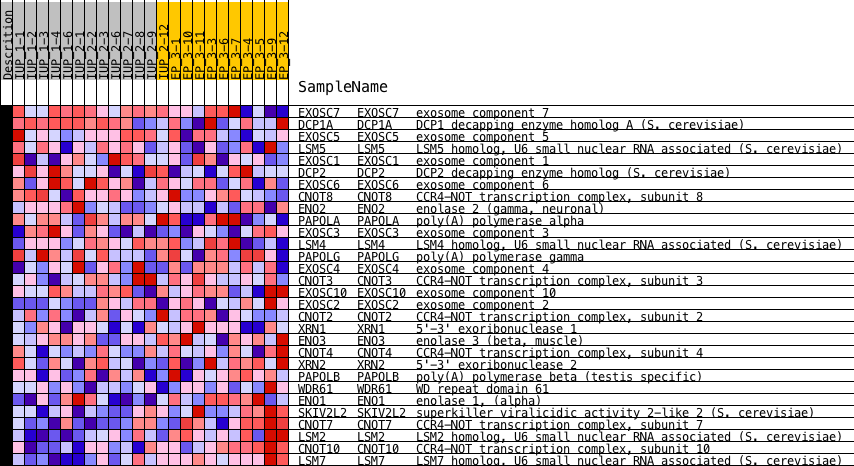 Descrition
IUP_1-1
IUP_1-2
IUP_1-3
IUP_1-4
IUP_1-6
IUP_2-1
IUP_2-2
IUP_2-3
IUP_2-6
IUP_2-7
IUP_2-8
IUP_2-9
IUP_2-12
EP_3-1
EP_3-10
EP_3-11
EP_3-3
EP_3-6
EP_3-7
EP_3-4
EP_3-5
EP_3-9
EP_3-12
SampleName
EXOSC7 EXOSC7 exosome component 7
DCP1A DCP1A DCP1 decapping enzyme homolog A (S. cerevisiae)
EXOSC5 EXOSC5 exosome component 5
LSM5 LSM5 LSM5 homolog, U6 small nuclear RNA associated (S. cerevisiae)
EXOSC1 EXOSC1 exosome component 1
DCP2 DCP2 DCP2 decapping enzyme homolog (S. cerevisiae)
EXOSC6 EXOSC6 exosome component 6
CNOT8 CNOT8 CCR4-NOT transcription complex, subunit 8
ENO2 ENO2 enolase 2 (gamma, neuronal)
PAPOLA PAPOLA poly(A) polymerase alpha
EXOSC3 EXOSC3 exosome component 3
LSM4 LSM4 LSM4 homolog, U6 small nuclear RNA associated (S. cerevisiae)
PAPOLG PAPOLG poly(A) polymerase gamma
EXOSC4 EXOSC4 exosome component 4
CNOT3 CNOT3 CCR4-NOT transcription complex, subunit 3
EXOSC10 EXOSC10 exosome component 10
EXOSC2 EXOSC2 exosome component 2
CNOT2 CNOT2 CCR4-NOT transcription complex, subunit 2
XRN1 XRN1 5'-3' exoribonuclease 1
ENO3 ENO3 enolase 3 (beta, muscle)
CNOT4 CNOT4 CCR4-NOT transcription complex, subunit 4
XRN2 XRN2 5'-3' exoribonuclease 2
PAPOLB PAPOLB poly(A) polymerase beta (testis specific)
WDR61 WDR61 WD repeat domain 61
ENO1 ENO1 enolase 1, (alpha)
SKIV2L2 SKIV2L2 superkiller viralicidic activity 2-like 2 (S. cerevisiae)
CNOT7 CNOT7 CCR4-NOT transcription complex, subunit 7
LSM2 LSM2 LSM2 homolog, U6 small nuclear RNA associated (S. cerevisiae)
CNOT10 CNOT10 CCR4-NOT transcription complex, subunit 10
LSM7 LSM7 LSM7 homolog, U6 small nuclear RNA associated (S. cerevisiae)